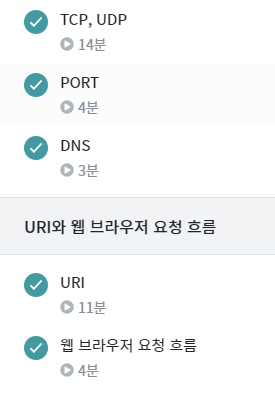 TCP, UDP
14분
PORT
4분
DNS
3분
URI와 웹 브라우저 요청 흐름
URI
11분
웹 브라우저 요청 흐름
4분